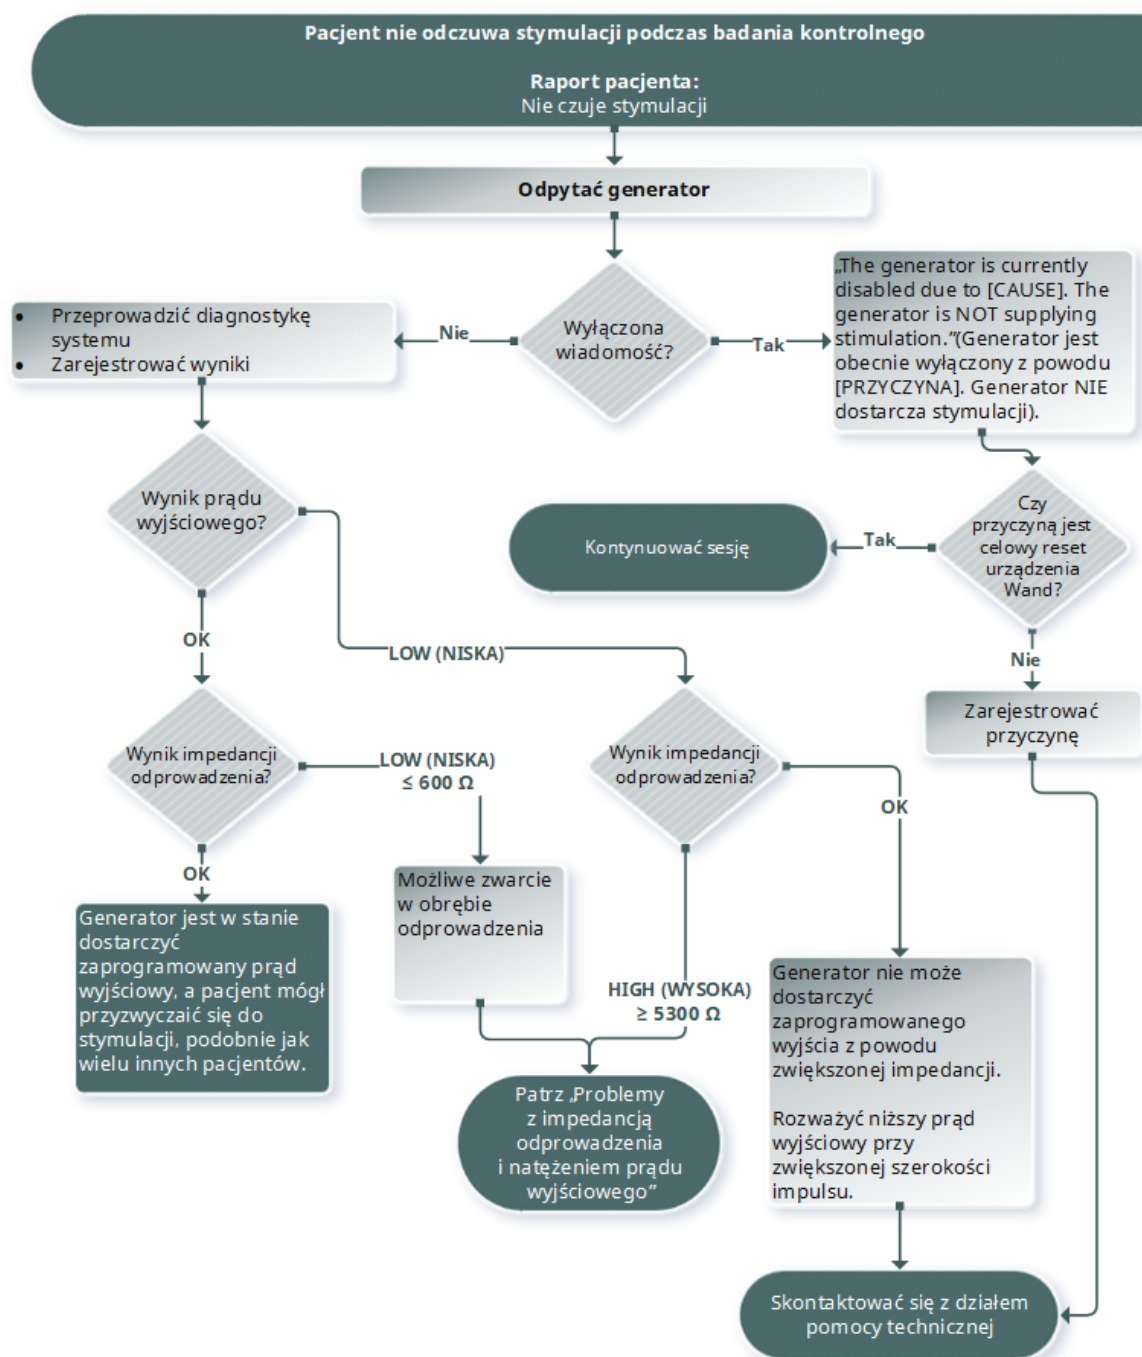 Pacjent nie odczuwa stymulacji podczas badania kontrolnego
Raport pacjenta:
Nie czuje stymulacji
Odpytać generator
Wyłączona
wiadomość?
Nie
Tak
• Przeprowadzić diagnostykę
systemu
• Zarejestrować wyniki
„The generator is currently
disabled due to [CAUSE]. The
generator is NOT supplying
stimulation.”(Generator jest
obecnie wyłączony z powodu
[PRZYCZYNA]. Generator NIE
dostarcza stymulacji).
Wynik prądu
wyjściowego?
Kontynuować sesję
Tak
Czy
przyczyną jest
celowy reset
urządzenia
Wand?
OK
LOW (NISKA)
Nie
Zarejestrować
przyczynę
Wynik impedancji
odprowadzenia?
LOW (NISKA)
≤ 600 Ω
Wynik impedancji
odprowadzenia?
OK
OK
Możliwe zwarcie
w obrębie
odprowadzenia
Generator jest w stanie
dostarczyć
zaprogramowany prąd
wyjściowy, a pacjent mógł
przyzwyczaić się do
stymulacji, podobnie jak
wielu innych pacjentów.
HIGH (WYSOKA)
≥ 5300 Ω
Generator nie może
dostarczyć
zaprogramowanego
wyjścia z powodu
zwiększonej impedancji.
Rozważyć niższy prąd
wyjściowy przy
zwiększonej szerokości
impulsu.
Patrz „Problemy
z impedancją
odprowadzenia
i natężeniem prądu
wyjściowego”
Skontaktować się z działem
pomocy technicznej